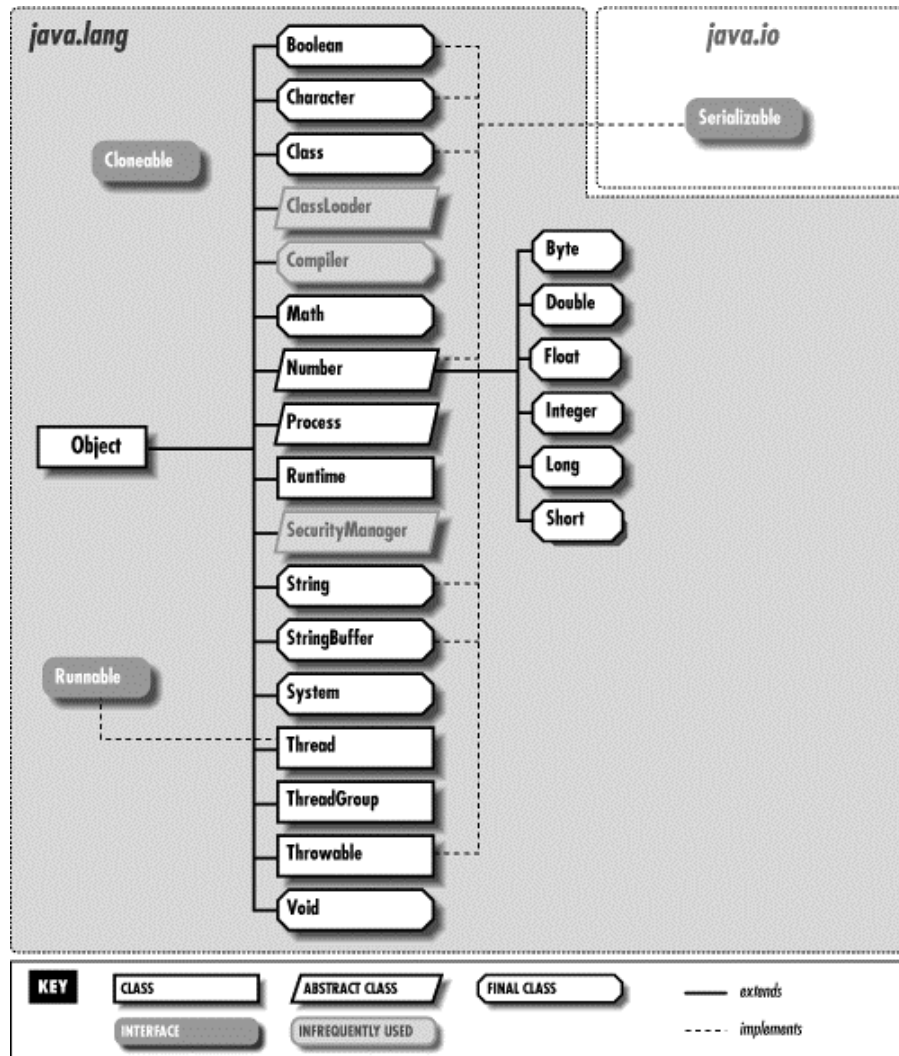 java.lang
java.io
Boolean
Character
Serializable
Cloneable
Class
ClassLoader
Compiler
Math
Number
Process
Object
Runtime
SecurityManager
String
StringBuffer
Runnable
System
Thread
ThreadGroup
Throwable
Void
Byte
Double
Float
Integer
Long
Short
KEY
CLASS
ABSTRACT CLASS
FINAL CLASS
extends
INTERFACE
INFREQUENTLY USED
implements